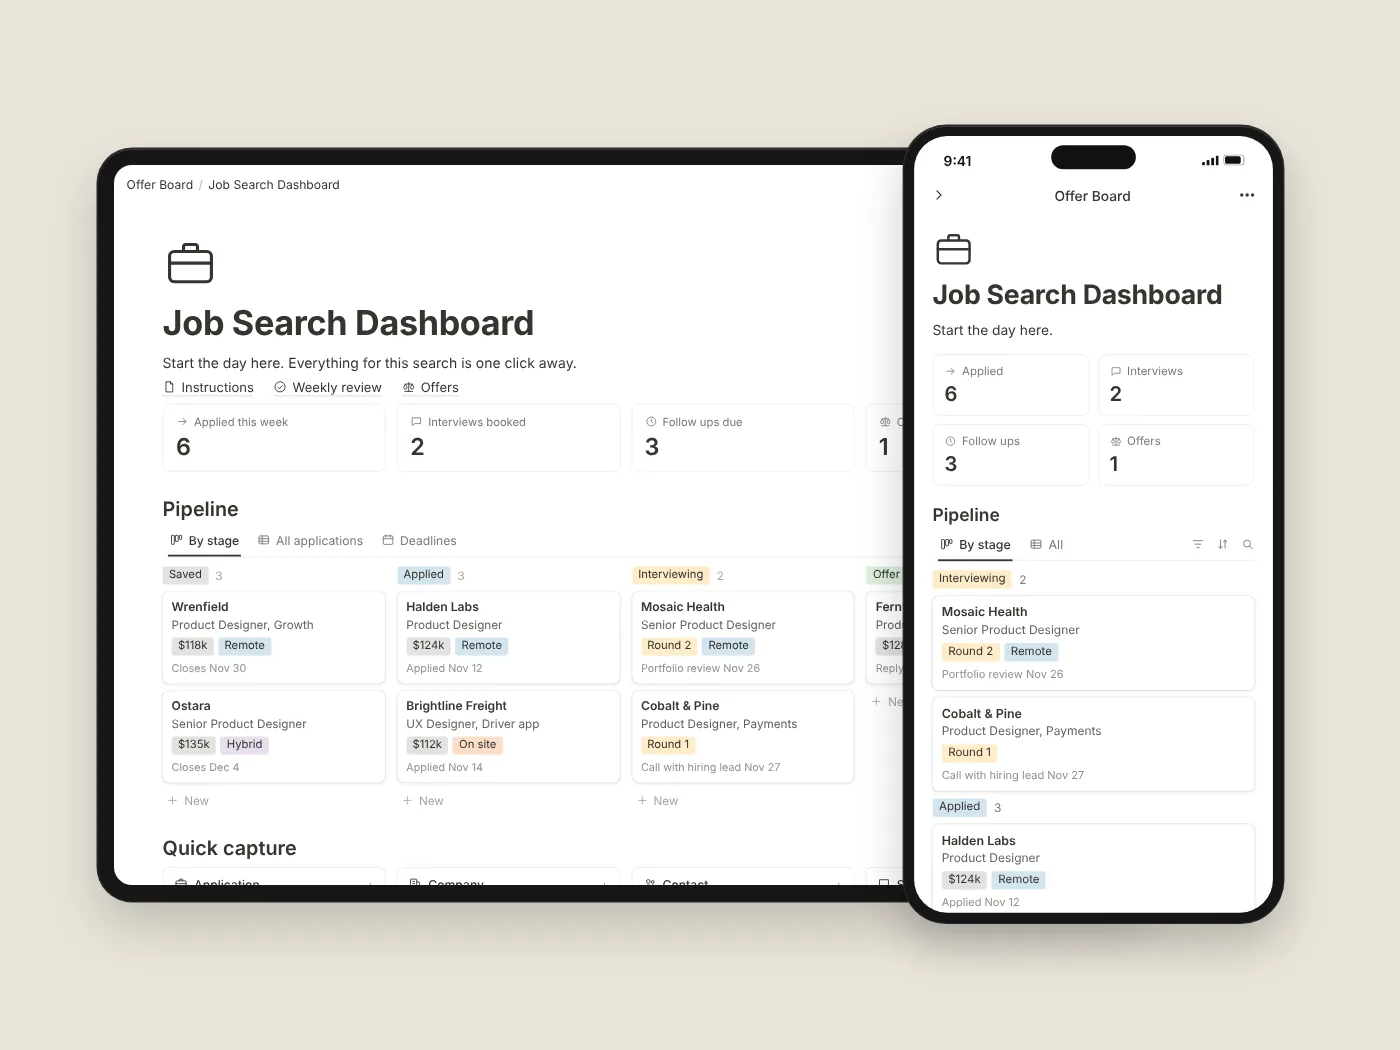 Offer Board / Job Search Dashboard
Job Search Dashboard
Start the day here. Everything for this search is one click away.
Instructions Weekly review Offers
Applied this week
6
Interviews booked
2
Follow ups due
3
1
Pipeline
By stage All applications Deadlines
Saved 3
Wrenfield
Product Designer, Growth
$118k Remote
Closes Nov 30
Ostara
Senior Product Designer
$135k Hybrid
Closes Dec 4
+ New
Applied 3
Halden Labs
Product Designer
$124k Remote
Applied Nov 12
Brightline Freight
UX Designer, Driver app
$112k On site
Applied Nov 14
+ New
Interviewing 2
Mosaic Health
Senior Product Designer
Round 2 Remote
Portfolio review Nov 26
Cobalt & Pine
Product Designer, Payments
Round 1
Call with hiring lead Nov 27
+ New
Offer
Quick capture
Application
Company
Contact
9:41
Offer Board
Job Search Dashboard
Start the day here.
Applied
6
Interviews
2
Follow ups
3
Offers
1
Pipeline
By stage All
Interviewing 2
Mosaic Health
Senior Product Designer
Round 2 Remote
Portfolio review Nov 26
Cobalt & Pine
Product Designer, Payments
Round 1
Call with hiring lead Nov 27
Applied 3
Halden Labs
Product Designer
$124k Remote
Applied Nov 12